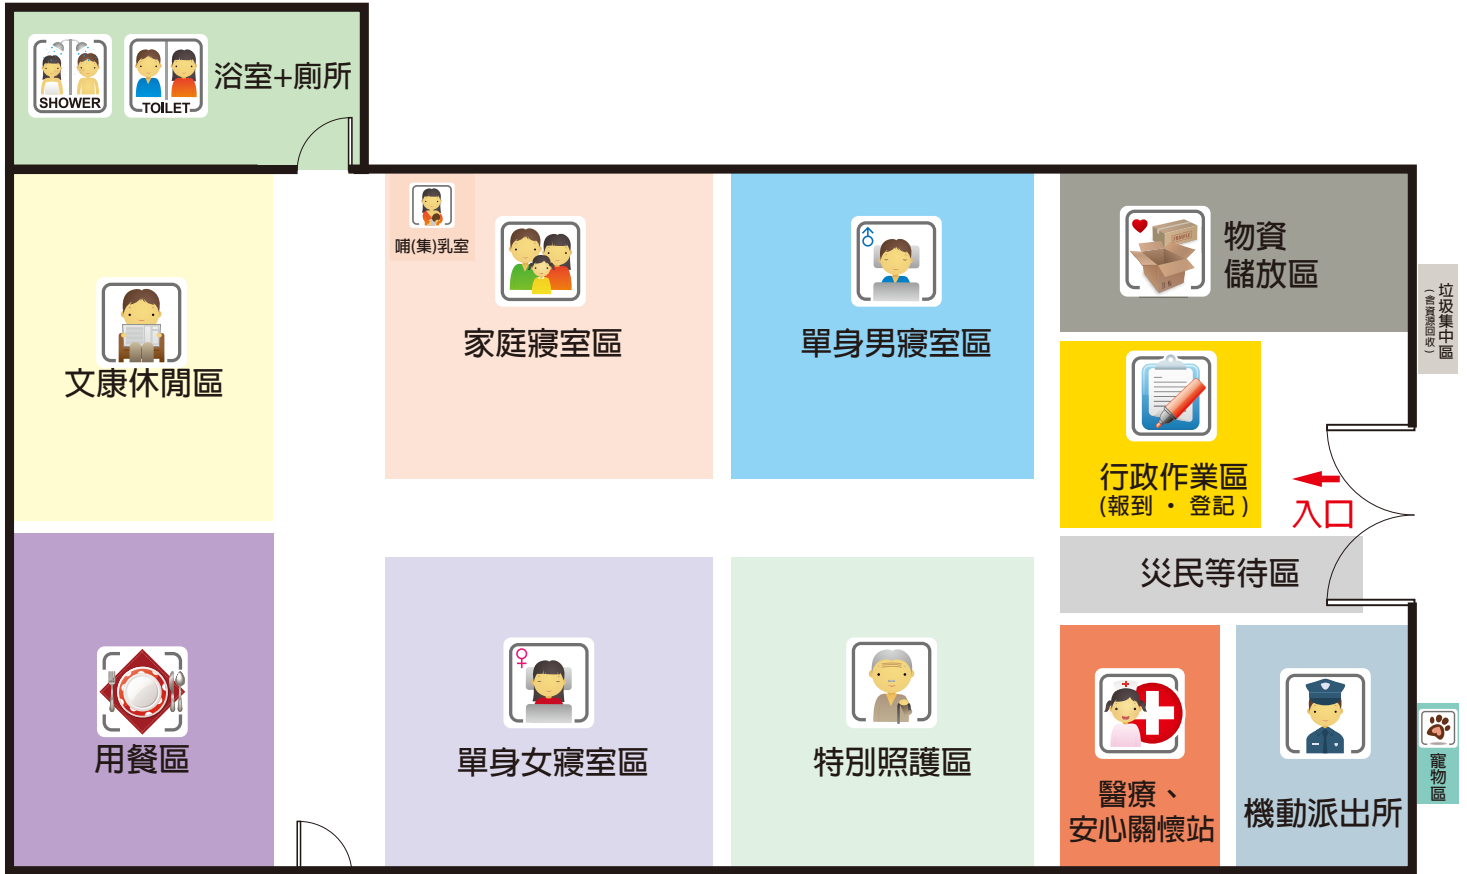 SHOWER
TOILET
浴室+廁所
哺(集)乳室
家庭寢室區
單身男寢室區
物資
儲放區
垃圾集中區
(含資源回收)
文康休閒區
行政作業區
(報到 ・ 登記)
入口
災民等待區
用餐區
單身女寢室區
特別照護區
醫療、
安心關懷站
機動派出所
寵物區